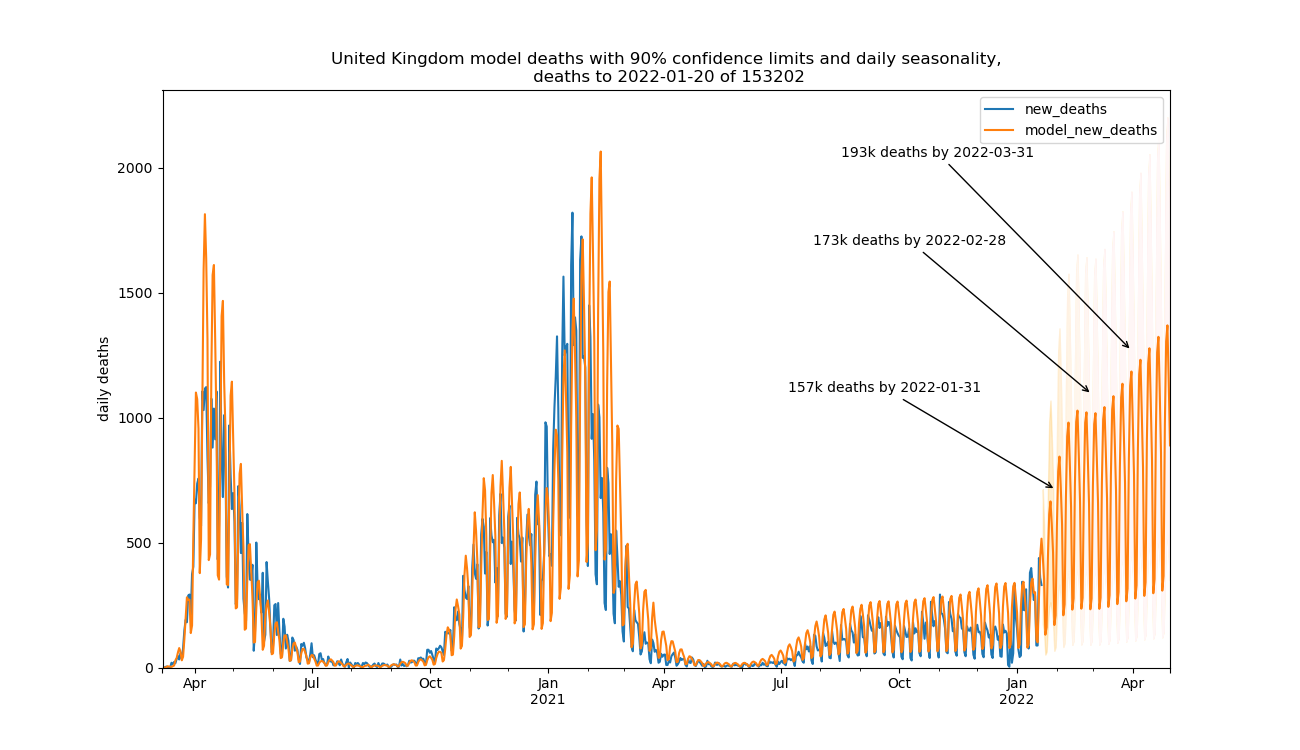 United Kingdom model deaths with 90% confidence limits and daily seasonality,
deaths to 2022-01-20 of 153202
new_deaths
model_new_deaths
193k deaths by 2022-03-31
173k deaths by 2022-02-28
157k deaths by 2022-01-31
daily deaths
2000
1500
1000
500
0
Apr Jul Oct Jan Apr Jul Oct Jan Apr
2021 2022